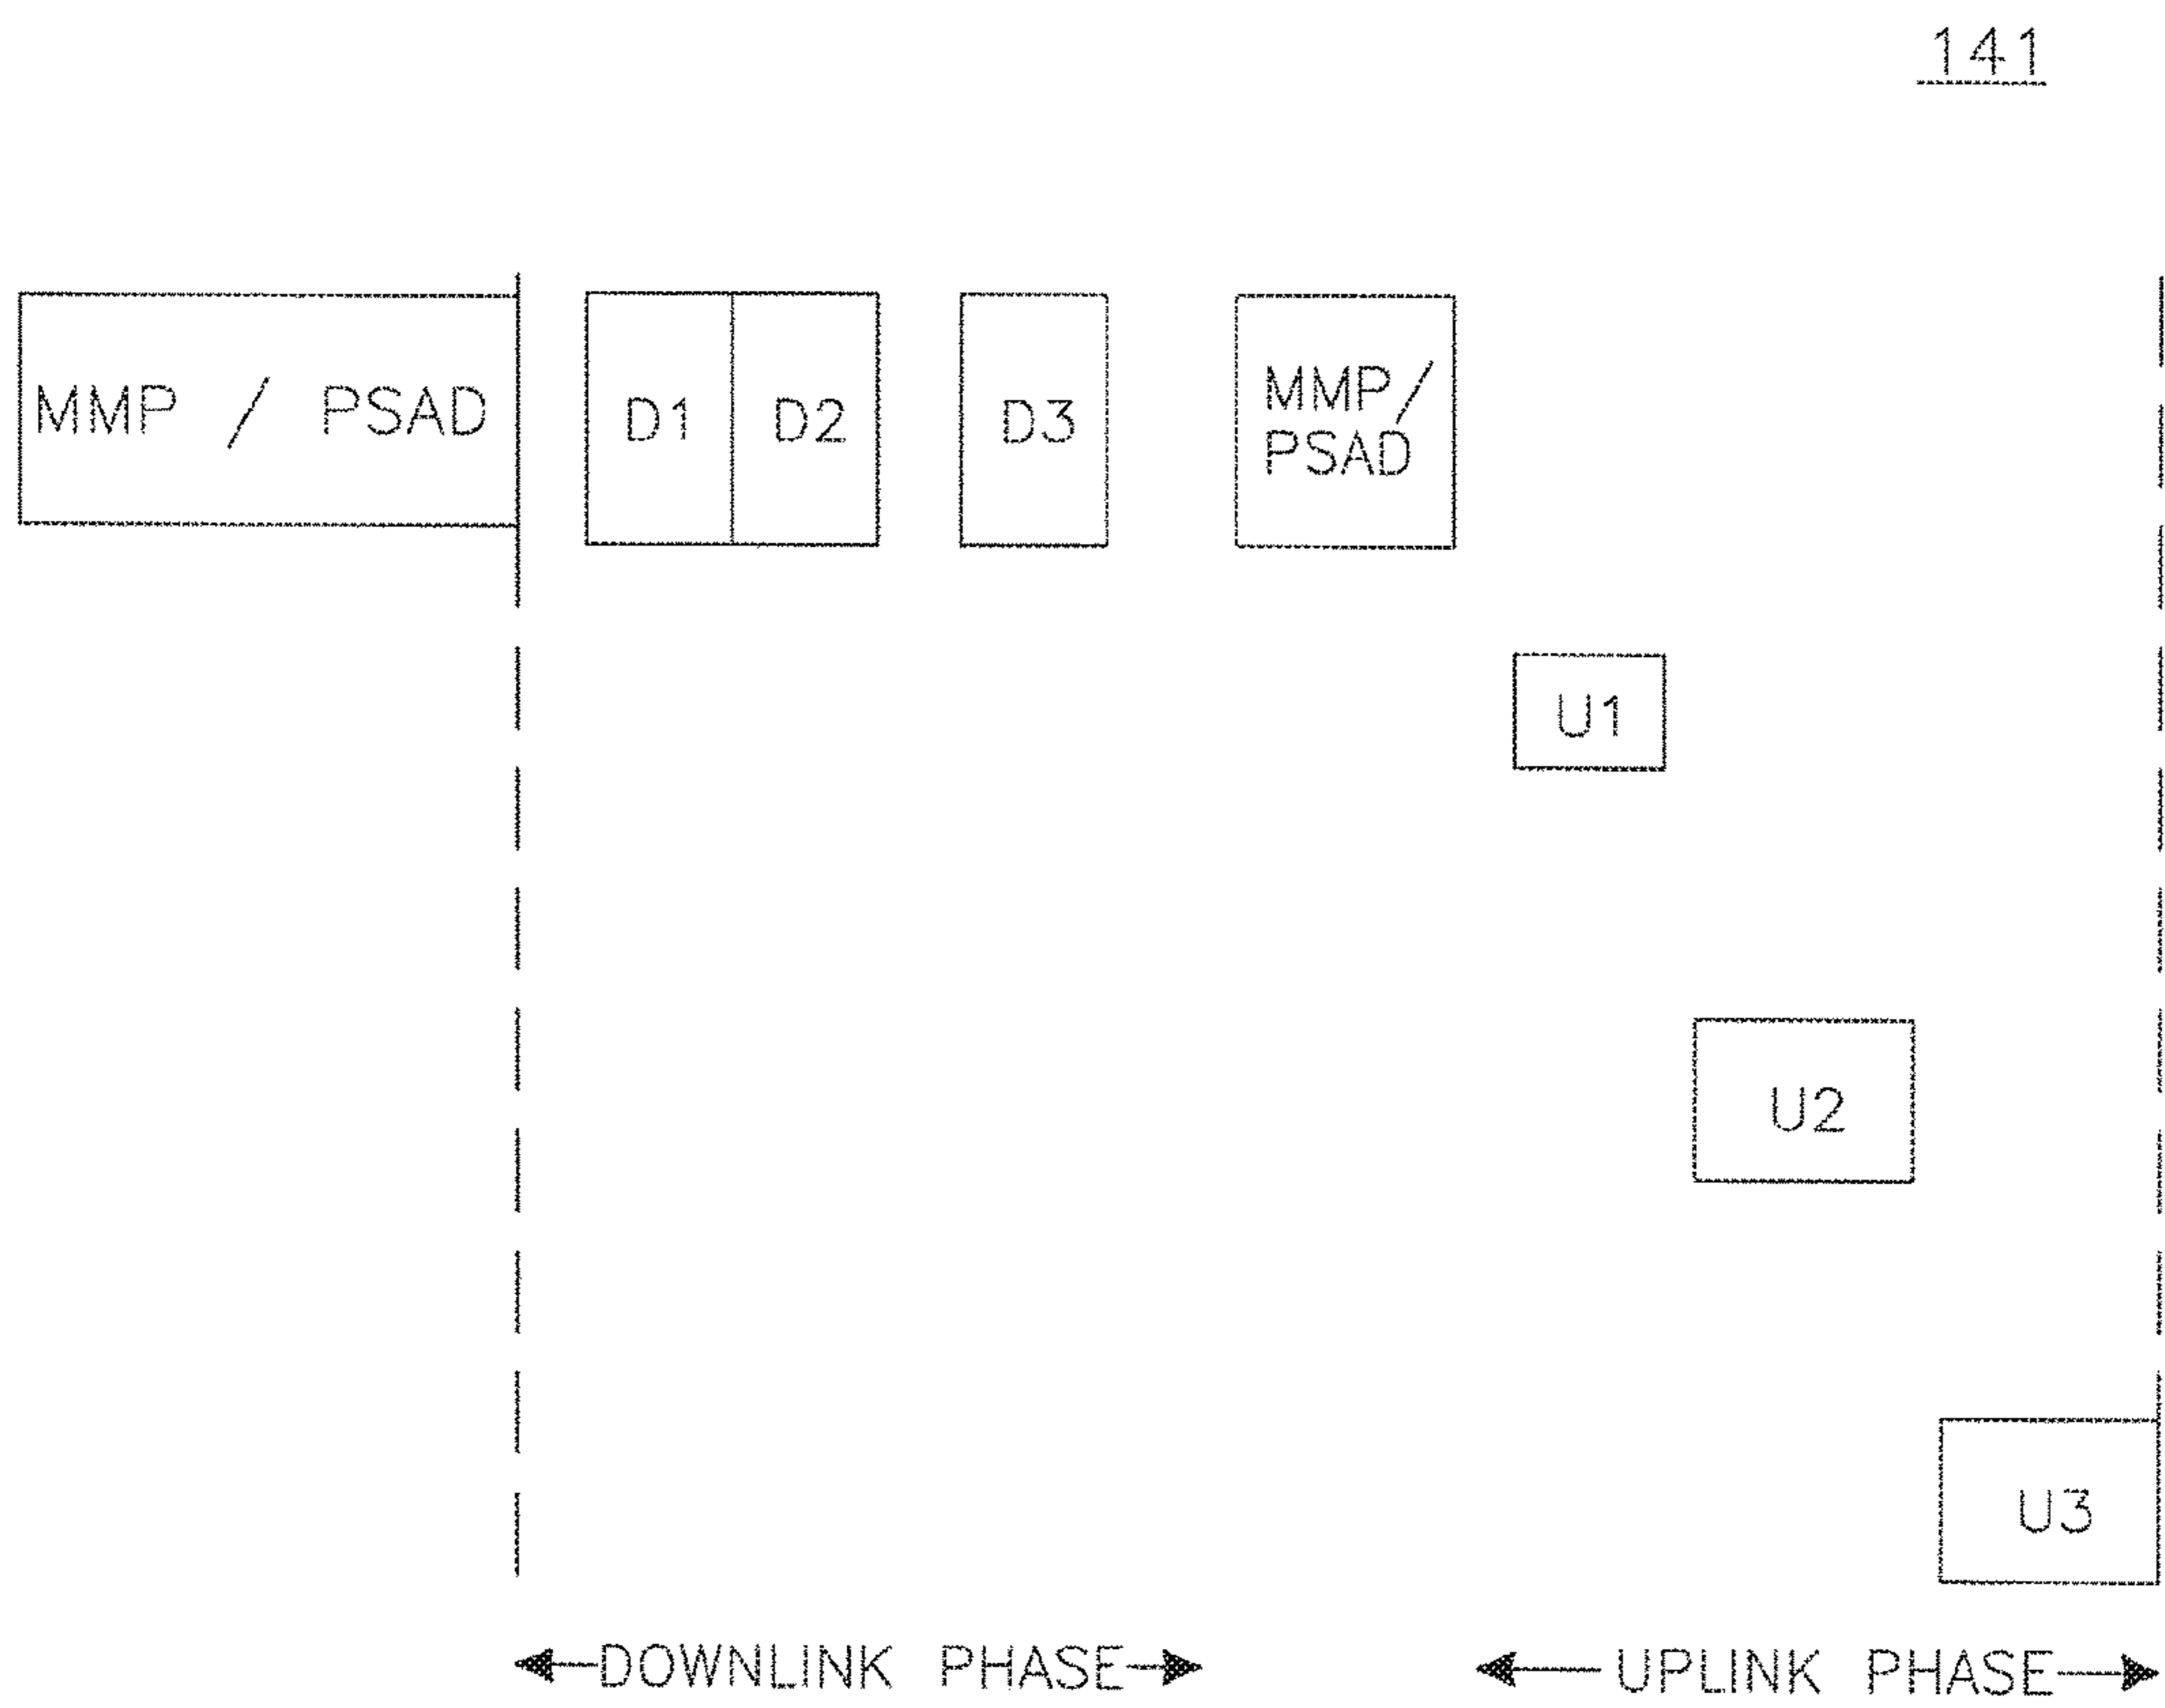 141
MMP / PSAD
D1
D2
D3
MMP/
PSAD
U1
U2
U3
DOWNLINK PHASE
UPLINK PHASE